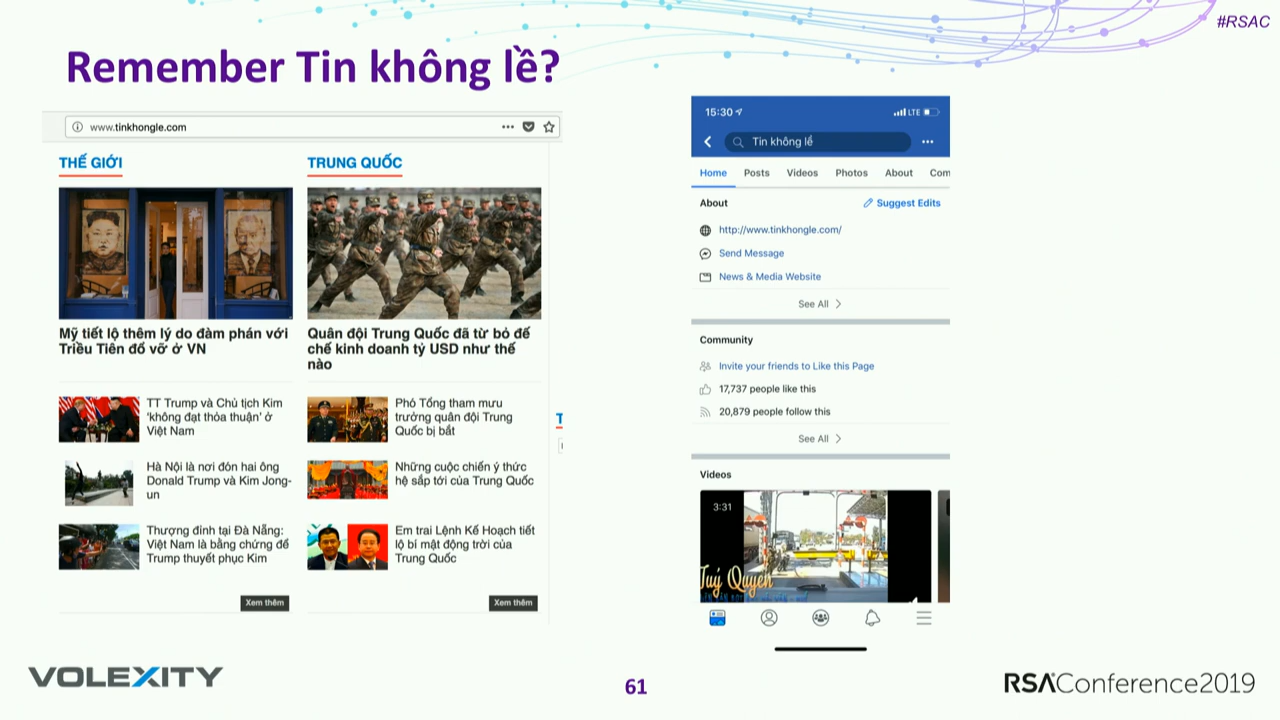 #RSAC
Remember Tin không lề?
www.tinkhongle.com
THẾ GIỚI
Mỹ tiết lộ thêm lý do đàm phán với
Triều Tiên đổ vỡ ở VN
TT Trump và Chủ tịch Kim
'không đạt thỏa thuận' ở
Việt Nam
Hà Nội là nơi đón hai ông
Donald Trump và Kim Jong-
un
Thượng đỉnh tại Đà Nẵng:
Việt Nam là bằng chứng để
Trump thuyết phục Kim
Xem thêm
TRUNG QUỐC
Quân đội Trung Quốc đã từ bỏ đế
chế kinh doanh tỷ USD như thế
nào
Phó Tổng tham mưu
trưởng quân đội Trung
Quốc bị bắt
Những cuộc chiến ý thức
hệ sắp tới của Trung Quốc
Em trai Lệnh Kế Hoạch tiết
lộ bí mật động trời của
Trung Quốc
Xem thêm
15:30
LTE
Tin không lề
Home Posts Videos Photos About Com
About
Suggest Edits
http://www.tinkhongle.com/
Send Message
News & Media Website
See All
Community
Invite your friends to Like this Page
17,737 people like this
20,879 people follow this
See All
Videos
3:31
Tuý Quyền
VOLEXITY
61
RSAConference2019